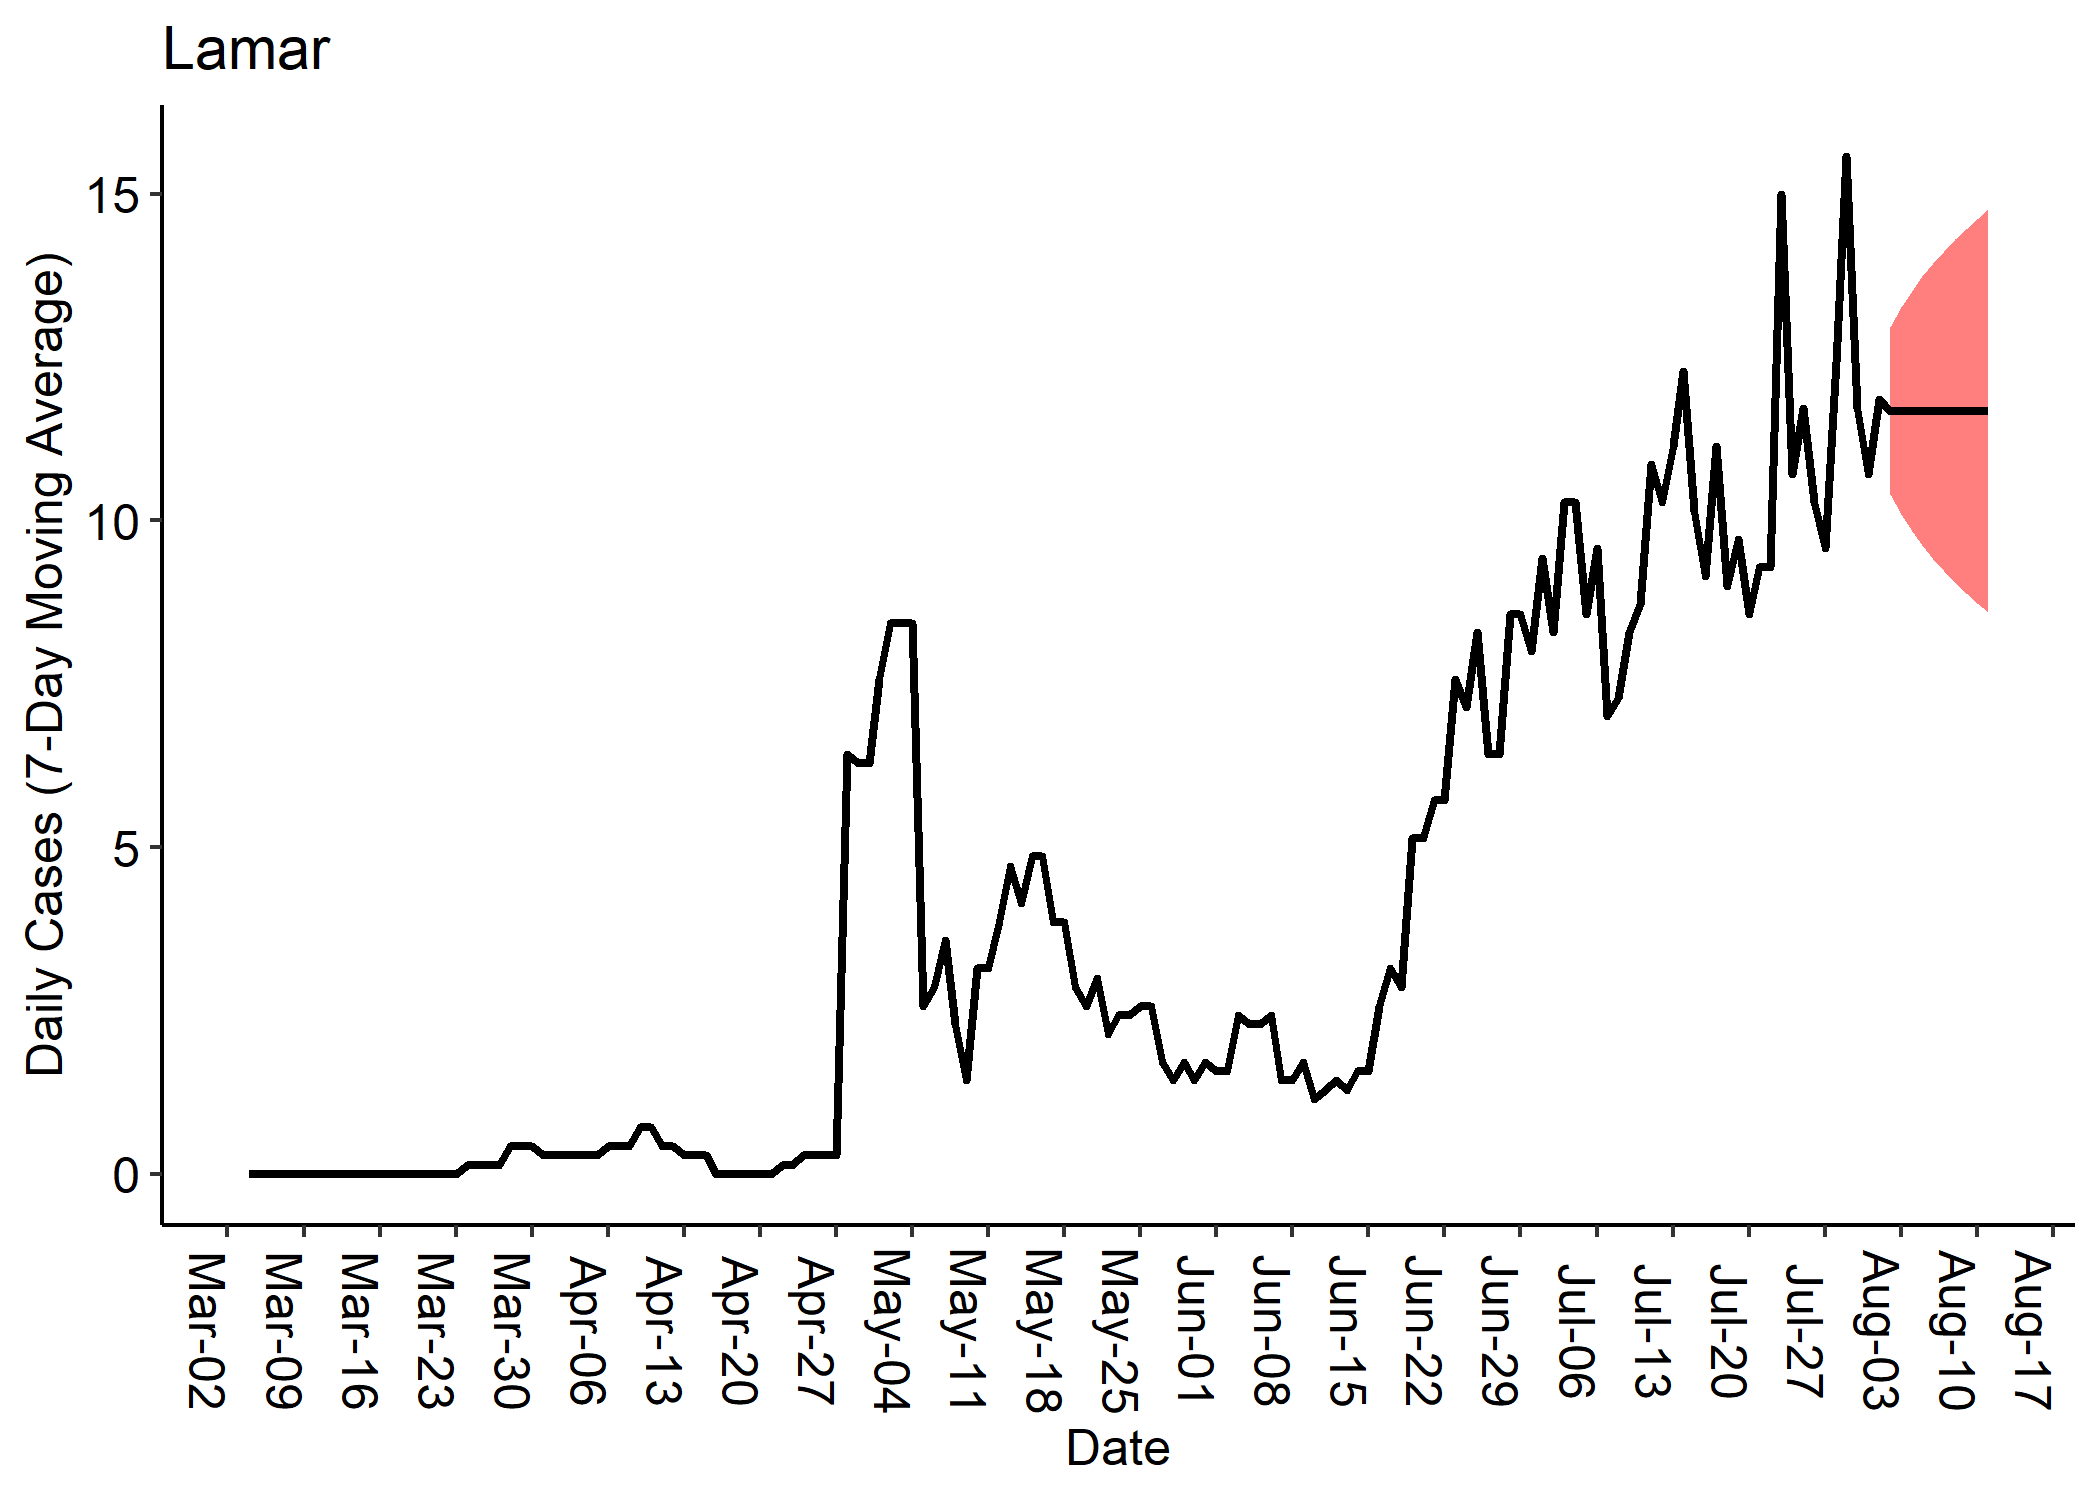 Lamar
Daily Cases (7-Day Moving Average)
15
10
5
0
Mar-02
Mar-09
Mar-16
Mar-23
Mar-30
Apr-06
Apr-13
Apr-20
Apr-27
May-04
May-11
May-18
May-25
Jun-01
Jun-08
Jun-15
Jun-22
Jun-29
Jul-06
Jul-13
Jul-20
Jul-27
Aug-03
Aug-10
Aug-17
Date